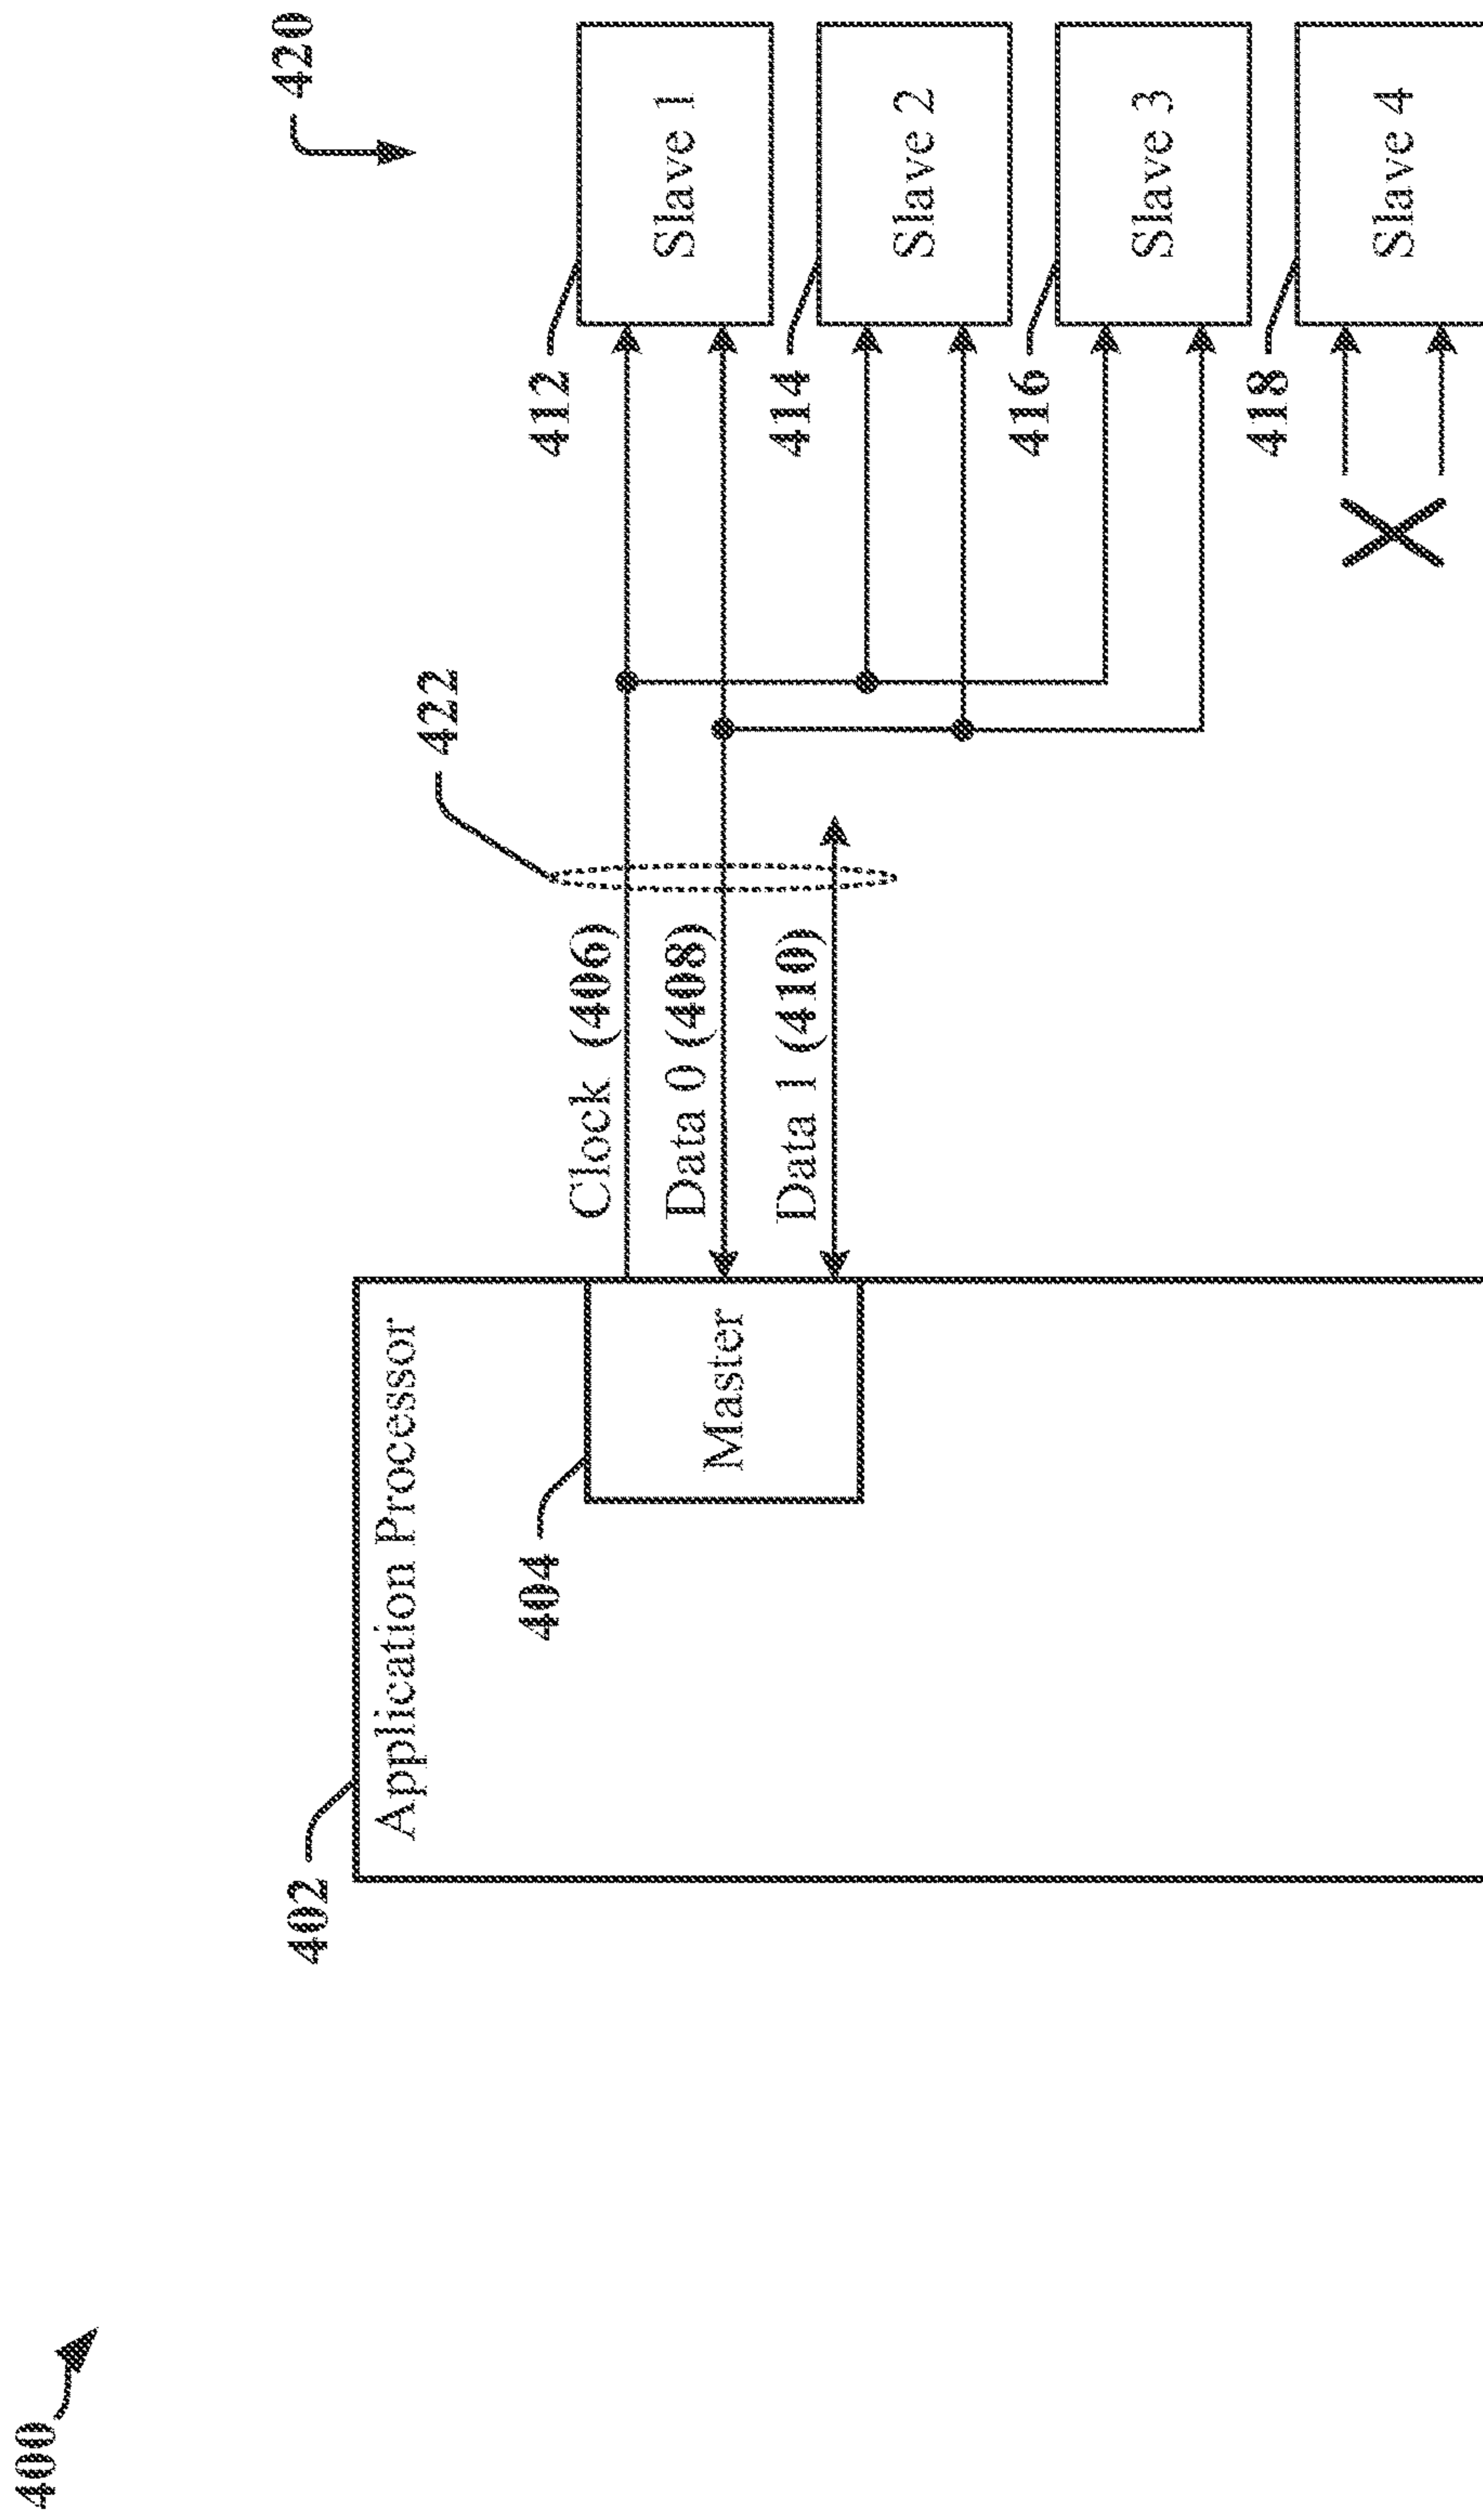 400
402
Application Processor
404
Master
Clock (406)
Data 0 (408)
Data 1 (410)
422
420
412
Slave 1
414
Slave 2
416
Slave 3
418
Slave 4